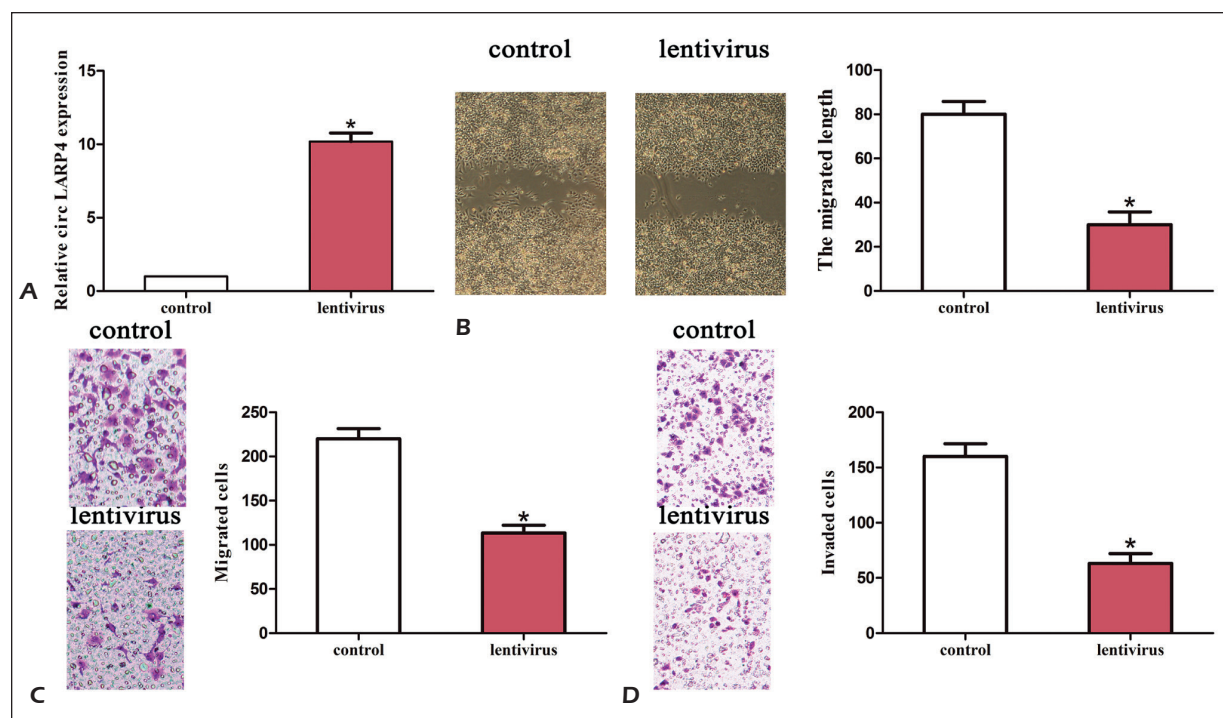 Relative circ LARP4 expression
15
10
5
0
*
control
lentivirus
A
control
lentivirus
B
The migrated length
100
80
60
40
20
0
*
control
lentivirus
control
lentivirus
C
Migrated cells
250
200
150
100
50
0
*
control
lentivirus
control
lentivirus
D
Invaded cells
200
150
100
50
0
*
control
lentivirus